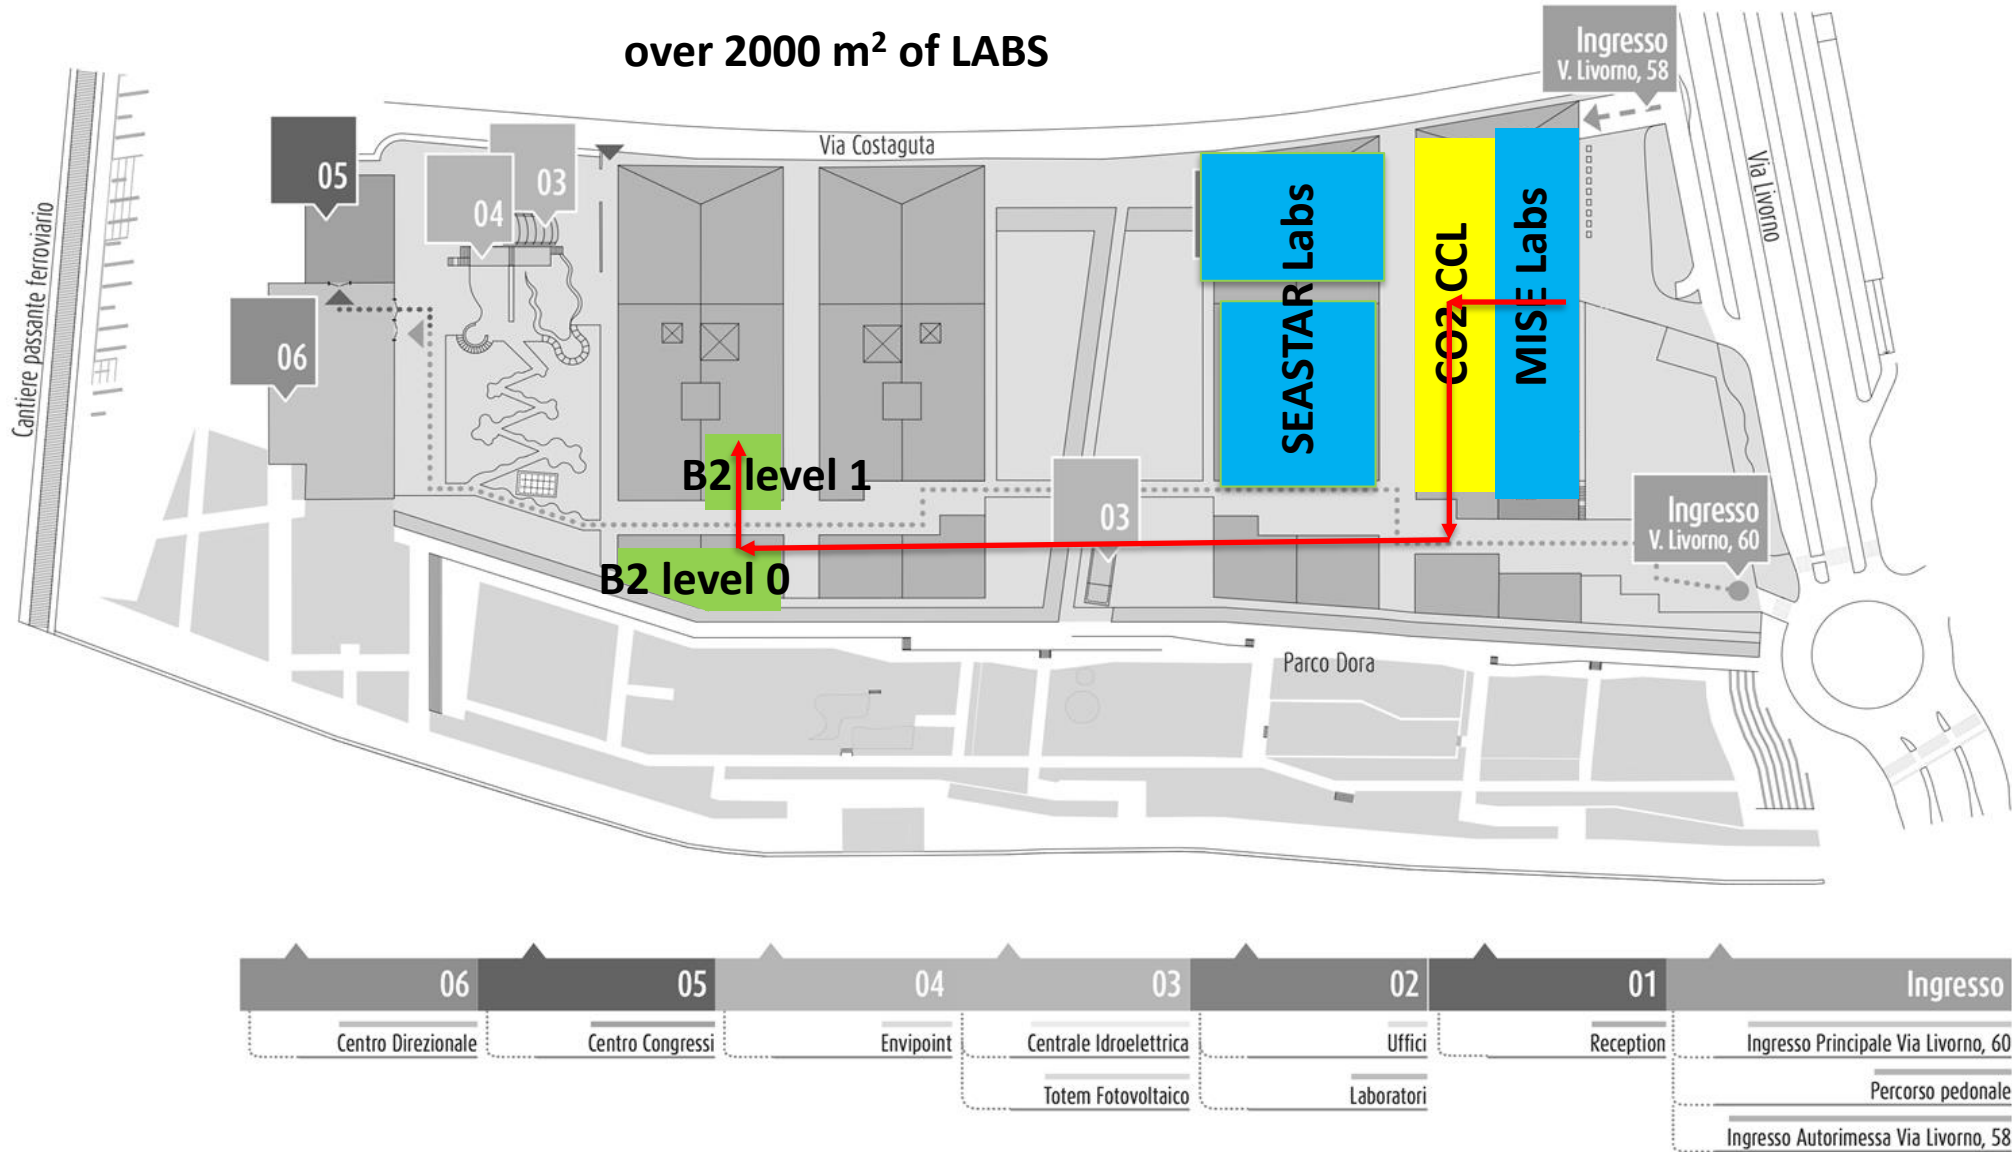 over 2000 m² of LABS
Ingresso
V. Livorno, 58
Via Costaguta
Via Livorno
05
03
04
06
Cantiere passante ferroviario
SEASTAR Labs
CO2 CCL
MISE Labs
B2 level 1
03
Ingresso
V. Livorno, 60
B2 level 0
Parco Dora
06
05
04
03
02
01
Ingresso
Centro Direzionale
Centro Congressi
Envipoint
Centrale Idroelettrica
Uffici
Reception
Ingresso Principale Via Livorno, 60
Totem Fotovoltaico
Laboratori
Percorso pedonale
Ingresso Autorimessa Via Livorno, 58